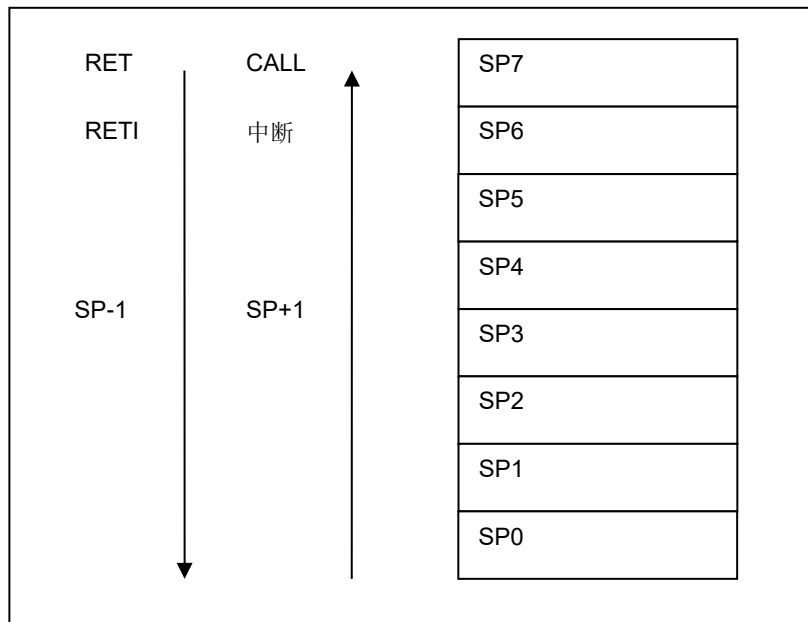 RET CALL SP7
RETI 中断 SP6
SP5
SP4
SP-1 SP+1
SP3
SP2
SP1
SP0